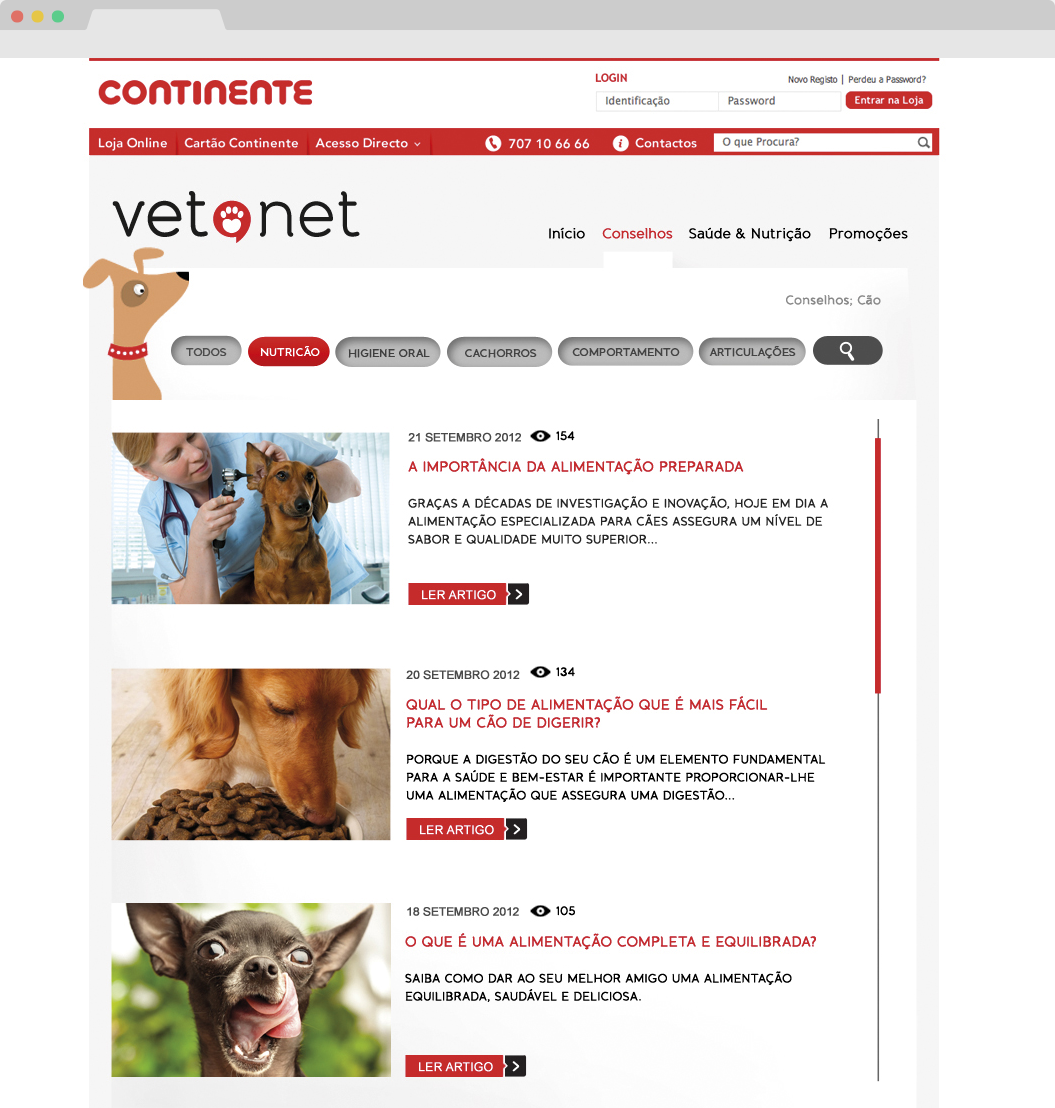 CONTINENTE
LOGIN
Novo Registo | Perdeu a Password?
Identificação
Password
Entrar na Loja
Loja Online
Cartão Continente
Acesso Directo
707 10 66 66
Contactos
O que Procura?
vet net
Início
Conselhos
Saúde & Nutrição
Promoções
Conselhos; Cão
TODOS
NUTRICÃO
HIGIENE ORAL
CACHORROS
COMPORTAMENTO
ARTICULAÇÕES
21 SETEMBRO 2012 154
A IMPORTÂNCIA DA ALIMENTAÇÃO PREPARADA
GRAÇAS A DÉCADAS DE INVESTIGAÇÃO E INOVAÇÃO, HOJE EM DIA A
ALIMENTAÇÃO ESPECIALIZADA PARA CÃES ASSEGURA UM NÍVEL DE
SABOR E QUALIDADE MUITO SUPERIOR...
LER ARTIGO
20 SETEMBRO 2012 134
QUAL O TIPO DE ALIMENTAÇÃO QUE É MAIS FÁCIL
PARA UM CÃO DE DIGERIR?
PORQUE A DIGESTÃO DO SEU CÃO É UM ELEMENTO FUNDAMENTAL
PARA A SAÚDE E BEM-ESTAR É IMPORTANTE PROPORCIONAR-LHE
UMA ALIMENTAÇÃO QUE ASSEGURA UMA DIGESTÃO...
LER ARTIGO
18 SETEMBRO 2012 105
O QUE É UMA ALIMENTAÇÃO COMPLETA E EQUILIBRADA?
SAIBA COMO DAR AO SEU MELHOR AMIGO UMA ALIMENTAÇÃO
EQUILIBRADA, SAUDÁVEL E DELICIOSA.
LER ARTIGO